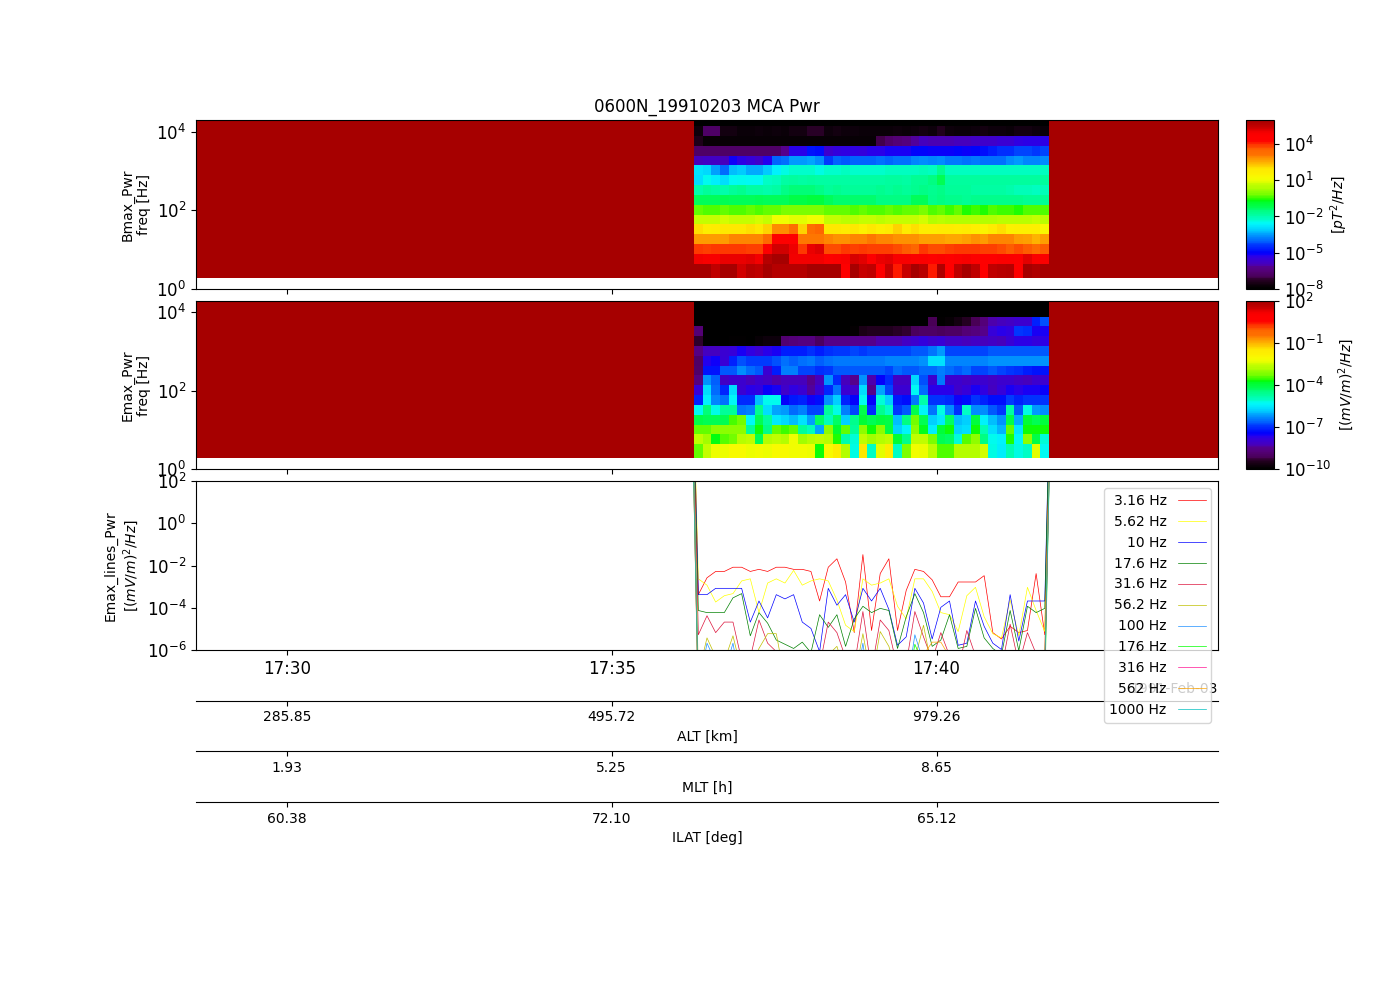 0600N_19910203 MCA Pwr
Bmax_Pwr
freq [Hz]
10^4
10^2
10^0
10^4
10^1
10^-2
10^-5
10^-8
[pT^2/Hz]
Emax_Pwr
freq [Hz]
10^4
10^2
10^0
10^2
10^-1
10^-4
10^-7
10^-10
[(mV/m)^2/Hz]
Emax_lines_Pwr
[(mV/m)^2/Hz]
10^2
10^0
10^-2
10^-4
10^-6
3.16 Hz
5.62 Hz
10 Hz
17.6 Hz
31.6 Hz
56.2 Hz
100 Hz
176 Hz
316 Hz
562 Hz
1000 Hz
17:30 17:35 17:40
-Feb-03
285.85 495.72 979.26
ALT [km]
1.93 5.25 8.65
MLT [h]
60.38 72.10 65.12
ILAT [deg]